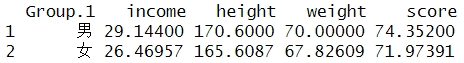 Group.1 income height weight score
1 男 29.14400 170.6000 70.00000 74.35200
2 女 26.46957 165.6087 67.82609 71.97391